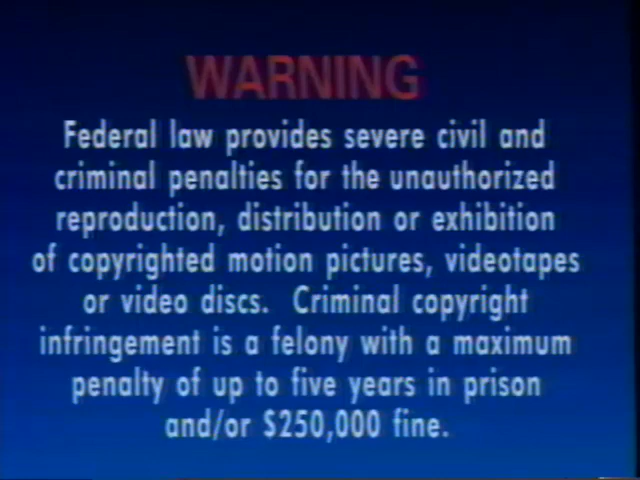 WARNING
Federal law provides severe civil and
criminal penalties for the unauthorized
reproduction, distribution or exhibition
of copyrighted motion pictures, videotapes
or video discs.  Criminal copyright
infringement is a felony with a maximum
penalty of up to five years in prison
and/or $250,000 fine.